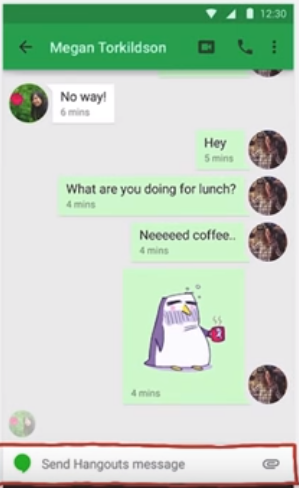 12:30
Megan Torkildson
No way!
6 mins
Hey
5 mins
What are you doing for lunch?
4 mins
Neeeeed coffee..
4 mins
4 mins
Send Hangouts message